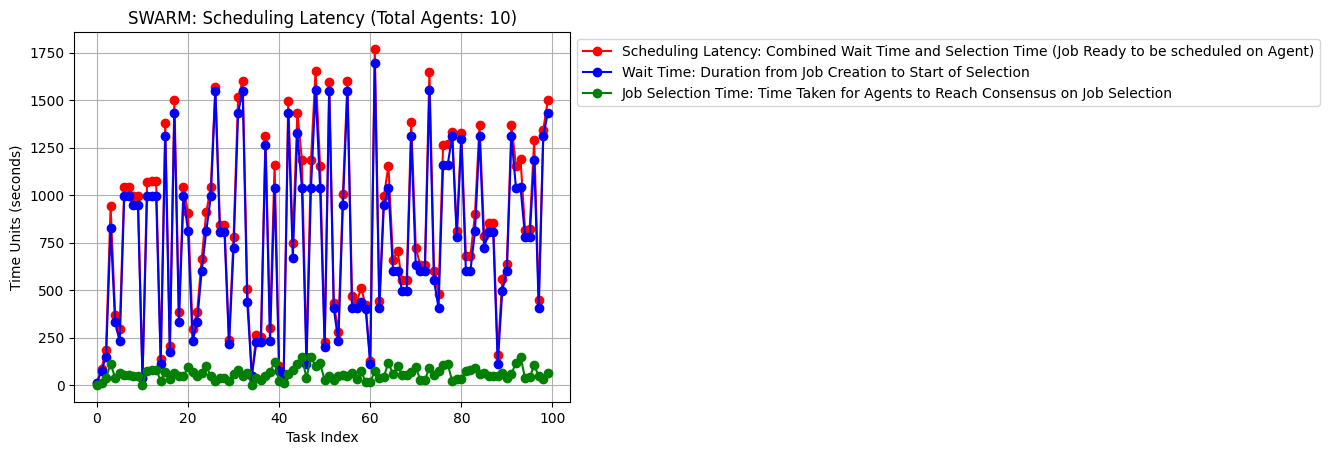 SWARM: Scheduling Latency (Total Agents: 10)
Scheduling Latency: Combined Wait Time and Selection Time (Job Ready to be scheduled on Agent)
Wait Time: Duration from Job Creation to Start of Selection
Job Selection Time: Time Taken for Agents to Reach Consensus on Job Selection
Time Units (seconds)
1750
1500
1250
1000
750
500
250
0
0 20 40 60 80 100
Task Index